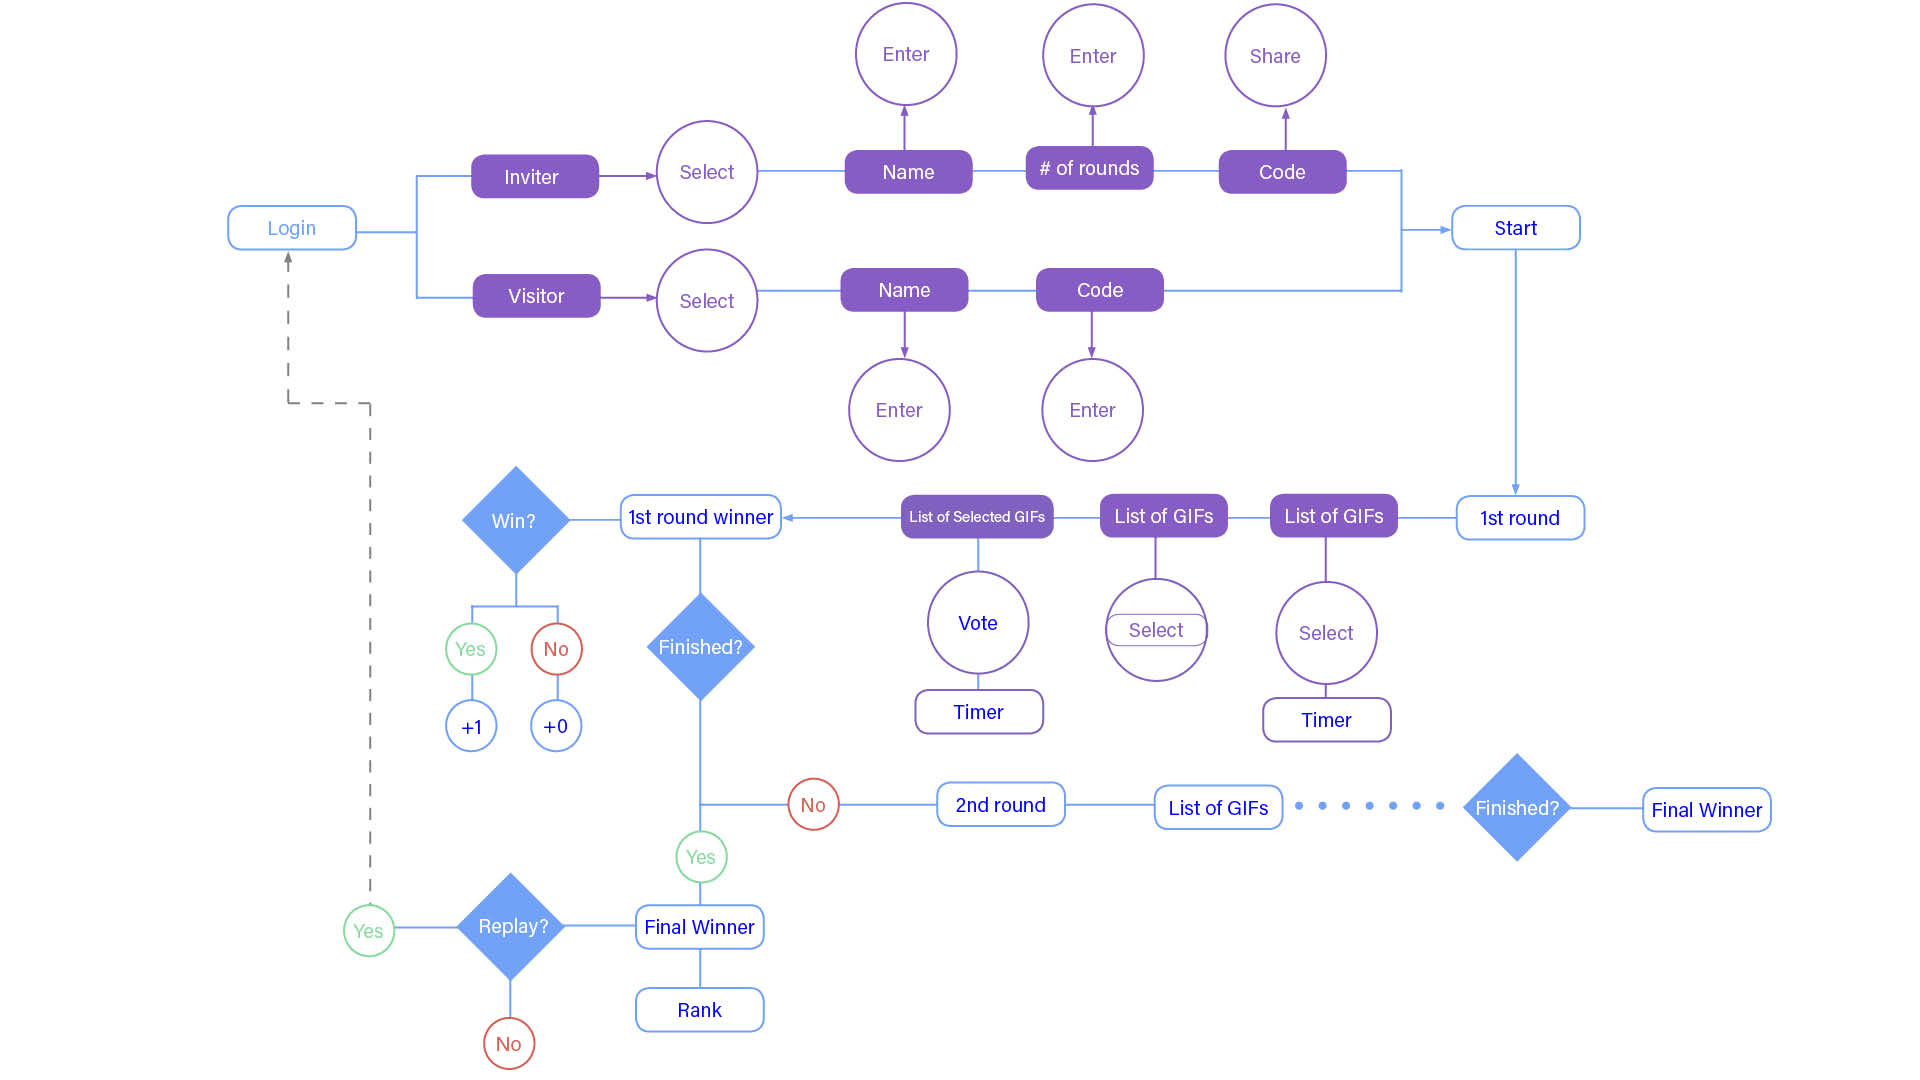 Enter
Enter
Share
Inviter
Select
Name
# of rounds
Code
Login
Start
Visitor
Select
Name
Code
Enter
Enter
Win?
1st round winner
List of Selected GIFs
List of GIFs
List of GIFs
1st round
Yes
No
Finished?
Vote
Select
Select
+1
+0
Timer
Timer
No
2nd round
List of GIFs
Finished?
Final Winner
Yes
Yes
Replay?
Final Winner
Rank
No